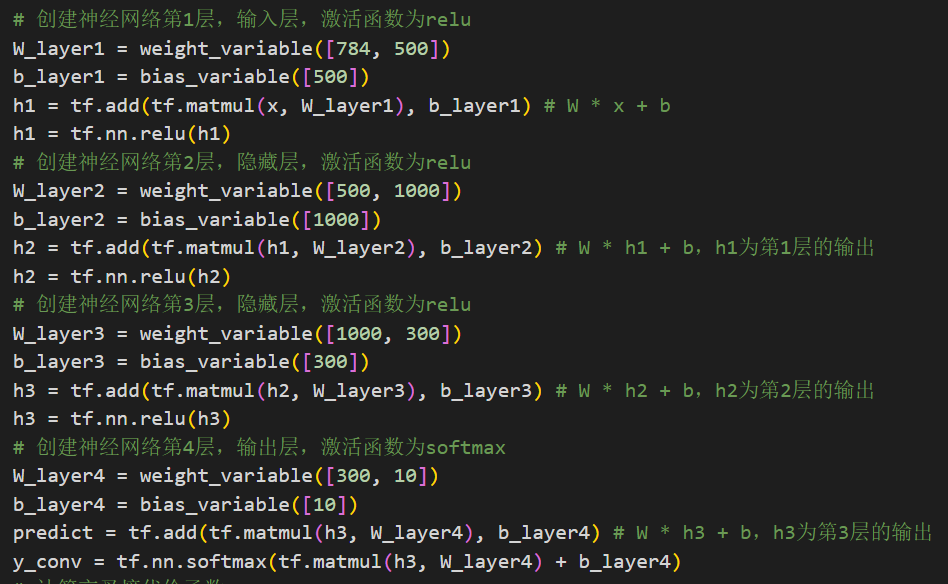 # 创建神经网络第1层，输入层，激活函数为relu
W_layer1 = weight_variable([784, 500])
b_layer1 = bias_variable([500])
h1 = tf.add(tf.matmul(x, W_layer1), b_layer1) # W * x + b
h1 = tf.nn.relu(h1)
# 创建神经网络第2层，隐藏层，激活函数为relu
W_layer2 = weight_variable([500, 1000])
b_layer2 = bias_variable([1000])
h2 = tf.add(tf.matmul(h1, W_layer2), b_layer2) # W * h1 + b，h1为第1层的输出
h2 = tf.nn.relu(h2)
# 创建神经网络第3层，隐藏层，激活函数为relu
W_layer3 = weight_variable([1000, 300])
b_layer3 = bias_variable([300])
h3 = tf.add(tf.matmul(h2, W_layer3), b_layer3) # W * h2 + b，h2为第2层的输出
h3 = tf.nn.relu(h3)
# 创建神经网络第4层，输出层，激活函数为softmax
W_layer4 = weight_variable([300, 10])
b_layer4 = bias_variable([10])
predict = tf.add(tf.matmul(h3, W_layer4), b_layer4) # W * h3 + b，h3为第3层的输出
y_conv = tf.nn.softmax(tf.matmul(h3, W_layer4) + b_layer4)